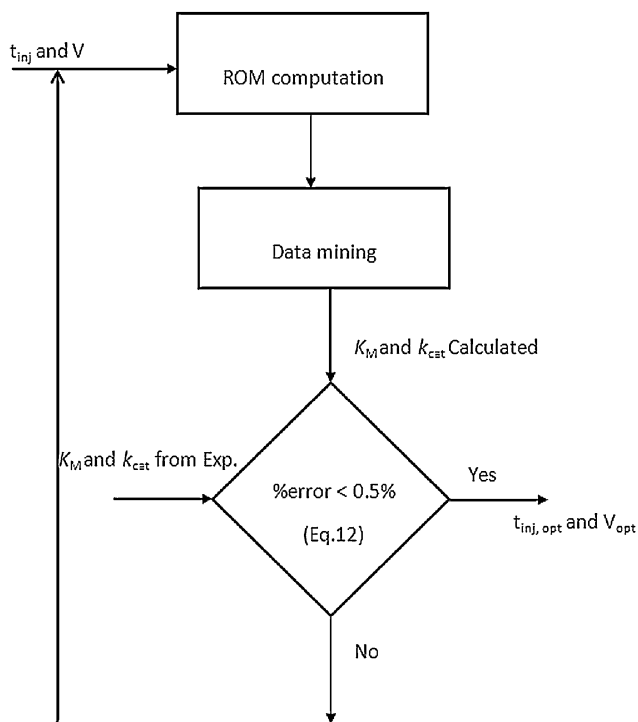 t_inj and V
ROM computation
Data mining
K_M and k_cat Calculated
K_M and k_cat from Exp.
%error < 0.5%
(Eq.12)
Yes
t_inj, opt and V_opt
No